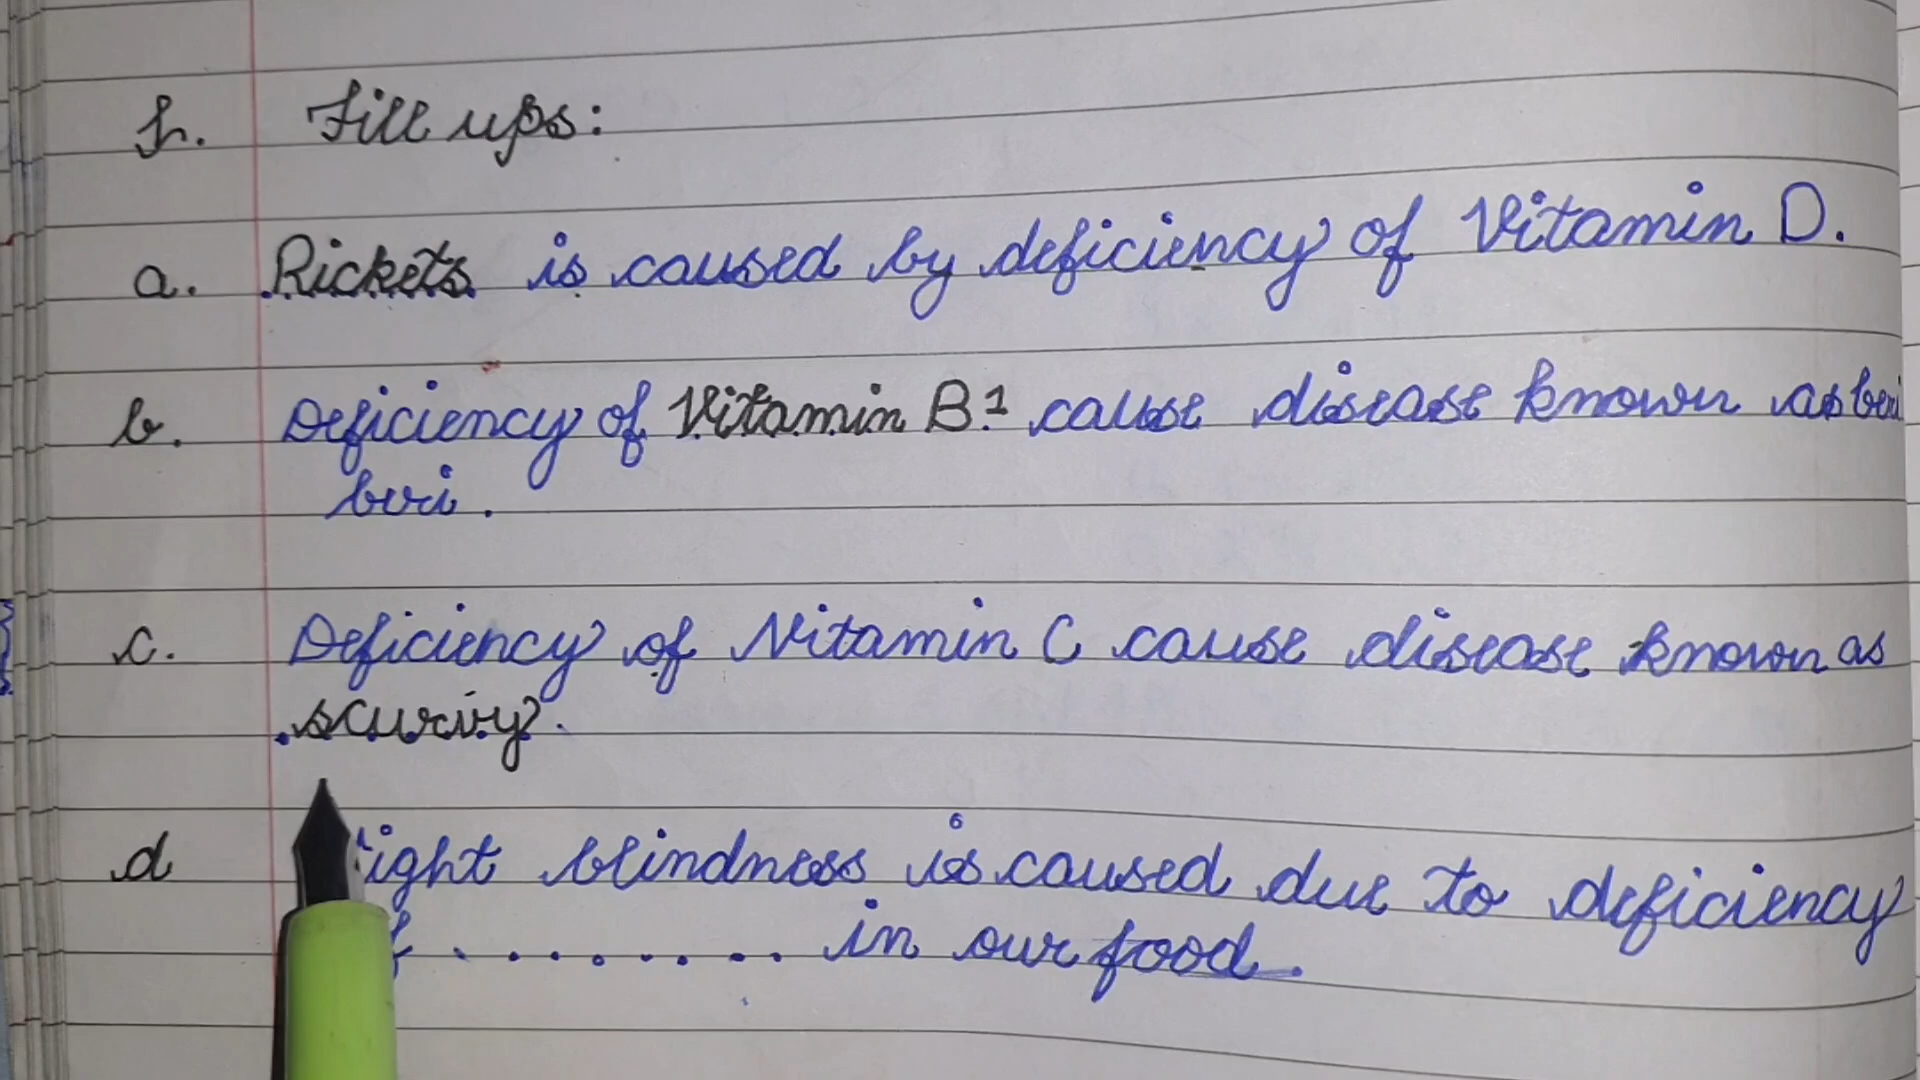 h. Fill ups:
a. Rickets is caused by deficiency of Vitamin D.
b. Deficiency of Vitamin B1 cause disease known as beri
beri.
c. Deficiency of Vitamin C cause disease known as
scurvy.
d ight blindness is caused due to deficiency
f ......... in our food.